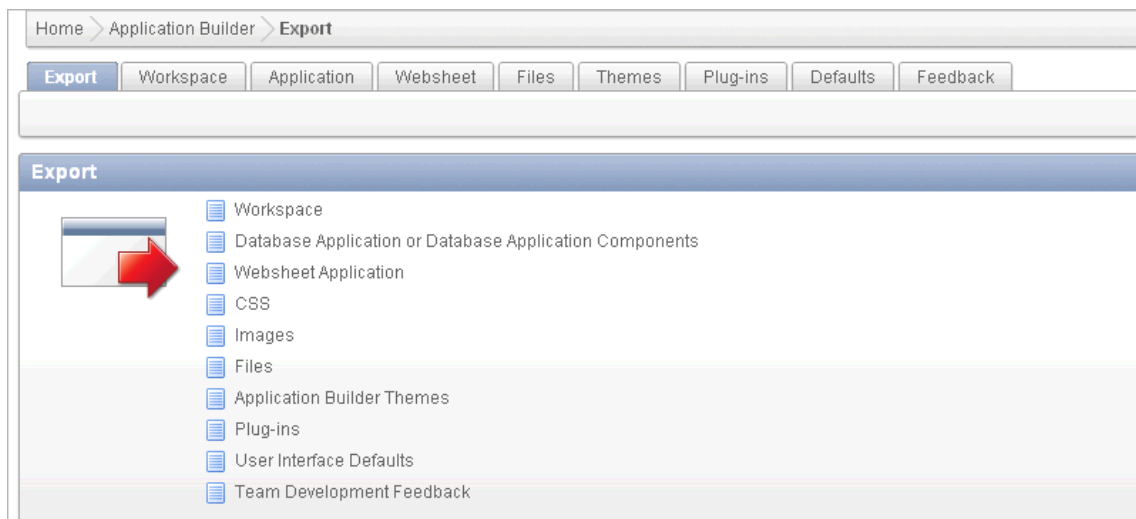 Home Application Builder Export
Export Workspace Application Websheet Files Themes Plug-ins Defaults Feedback
Export
Workspace
Database Application or Database Application Components
Websheet Application
CSS
Images
Files
Application Builder Themes
Plug-ins
User Interface Defaults
Team Development Feedback